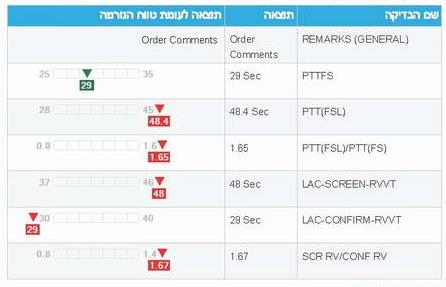 שם הבדיקה תוצאה תוצאה לעומת טווח הנורמה
REMARKS (GENERAL) Order Comments Order Comments
PTTFS 29 Sec 25 35 29
PTT(FSL) 48.4 Sec 28 45 48.4
PTT(FSL)/PTT(FS) 1.65 0.8 1.6 1.65
LAC-SCREEN-RVVT 48 Sec 37 46 48
LAC-CONFIRM-RVVT 29 Sec 30 40 29
SCR RV/CONF RV 1.67 0.8 1.4 1.67